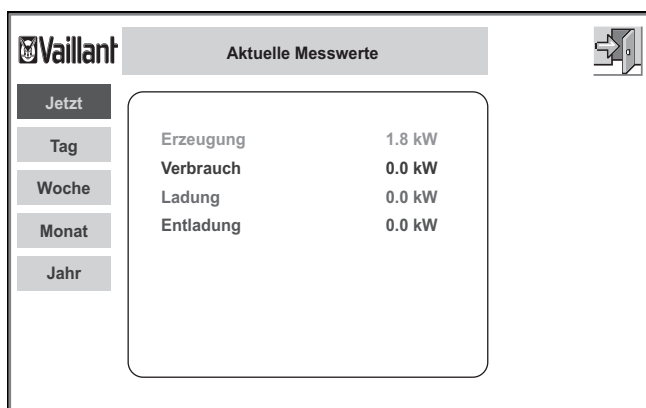 Vaillant
Aktuelle Messwerte
Jetzt
Tag
Woche
Monat
Jahr
Erzeugung 1.8 kW
Verbrauch 0.0 kW
Ladung 0.0 kW
Entladung 0.0 kW